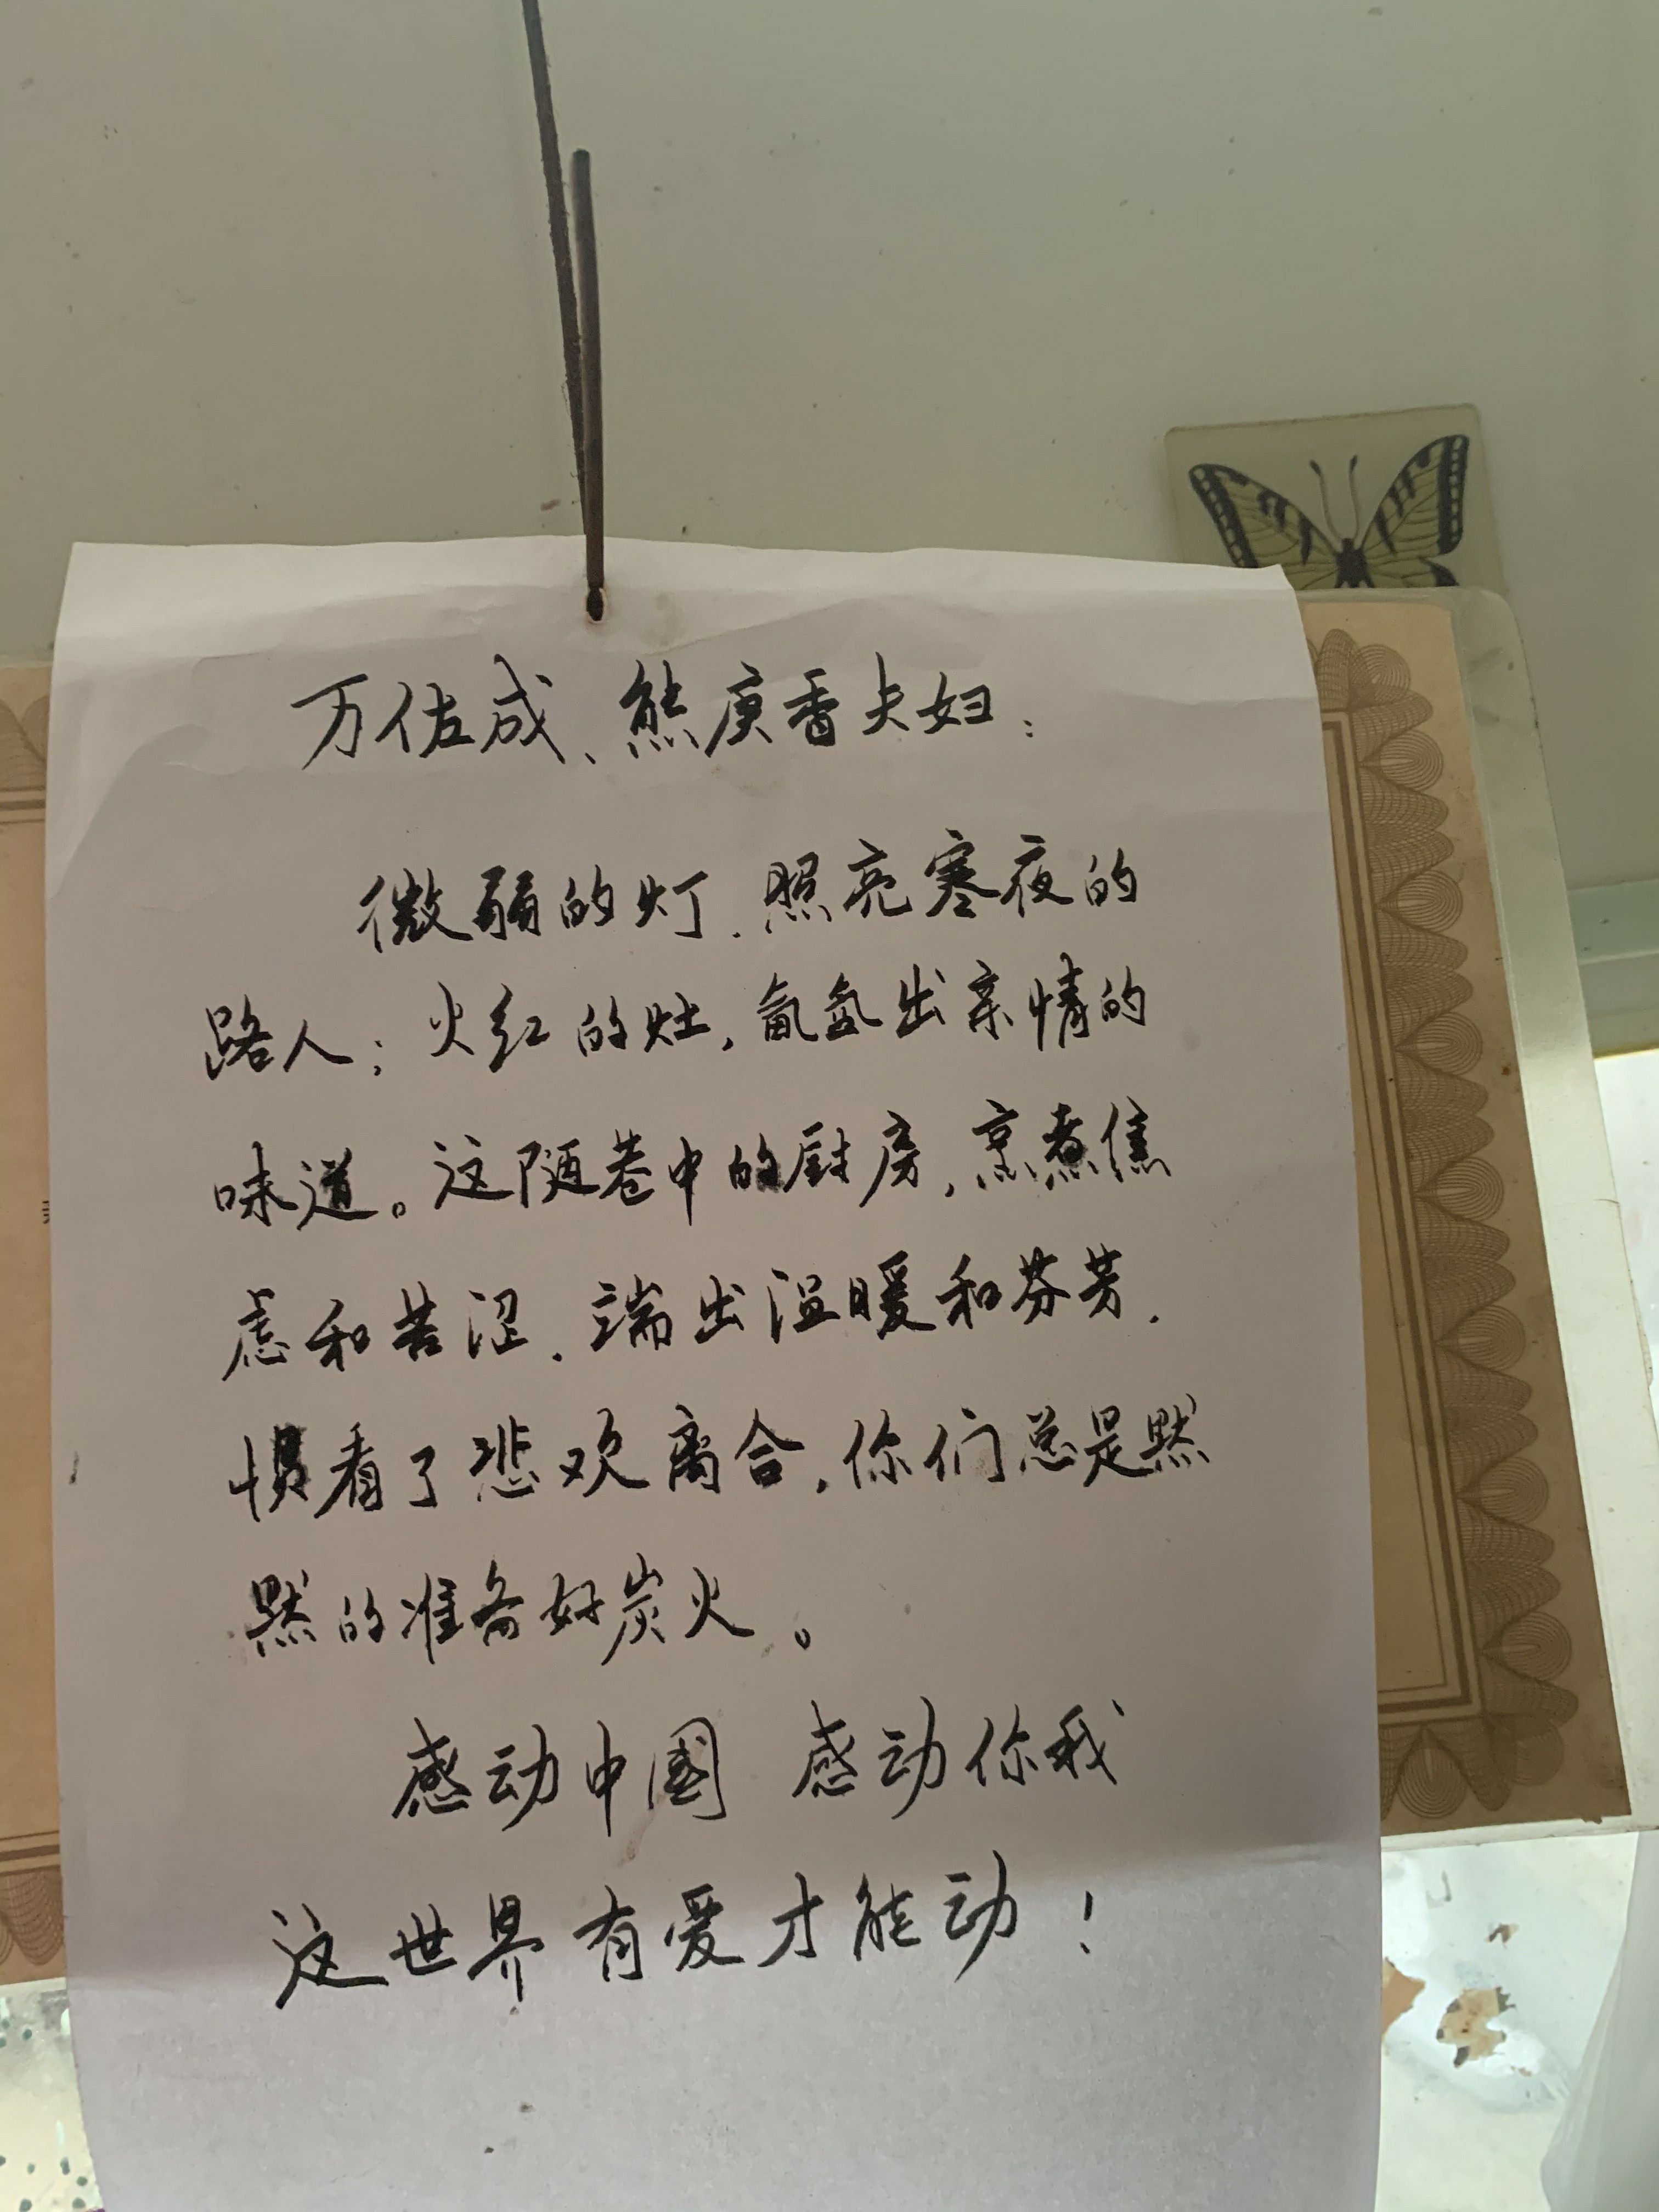 万佐成、熊庚香夫妇:
微弱的灯.照亮寒夜的
路人;火红的灶,氤氲出亲情的
味道。这陋巷中的厨房,烹煮焦
虑和苦涩.端出温暖和芬芳.
惯看了悲欢离合,你们总是默
默的准备好炭火。
感动中国 感动你我
这世界有爱才能动!